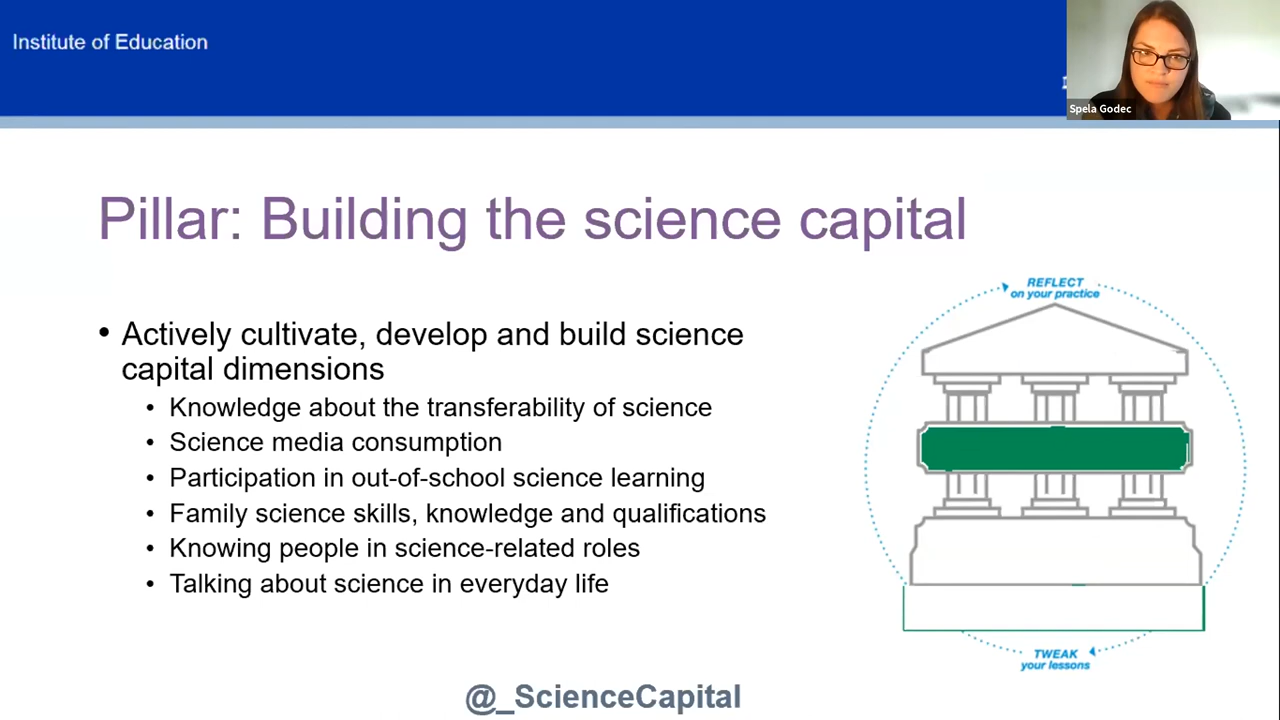 Institute of Education
Spela Godec
Pillar: Building the science capital
• Actively cultivate, develop and build science
capital dimensions
• Knowledge about the transferability of science
• Science media consumption
• Participation in out-of-school science learning
• Family science skills, knowledge and qualifications
• Knowing people in science-related roles
• Talking about science in everyday life
REFLECT
on your practice
TWEAK
your lessons
@_ScienceCapital